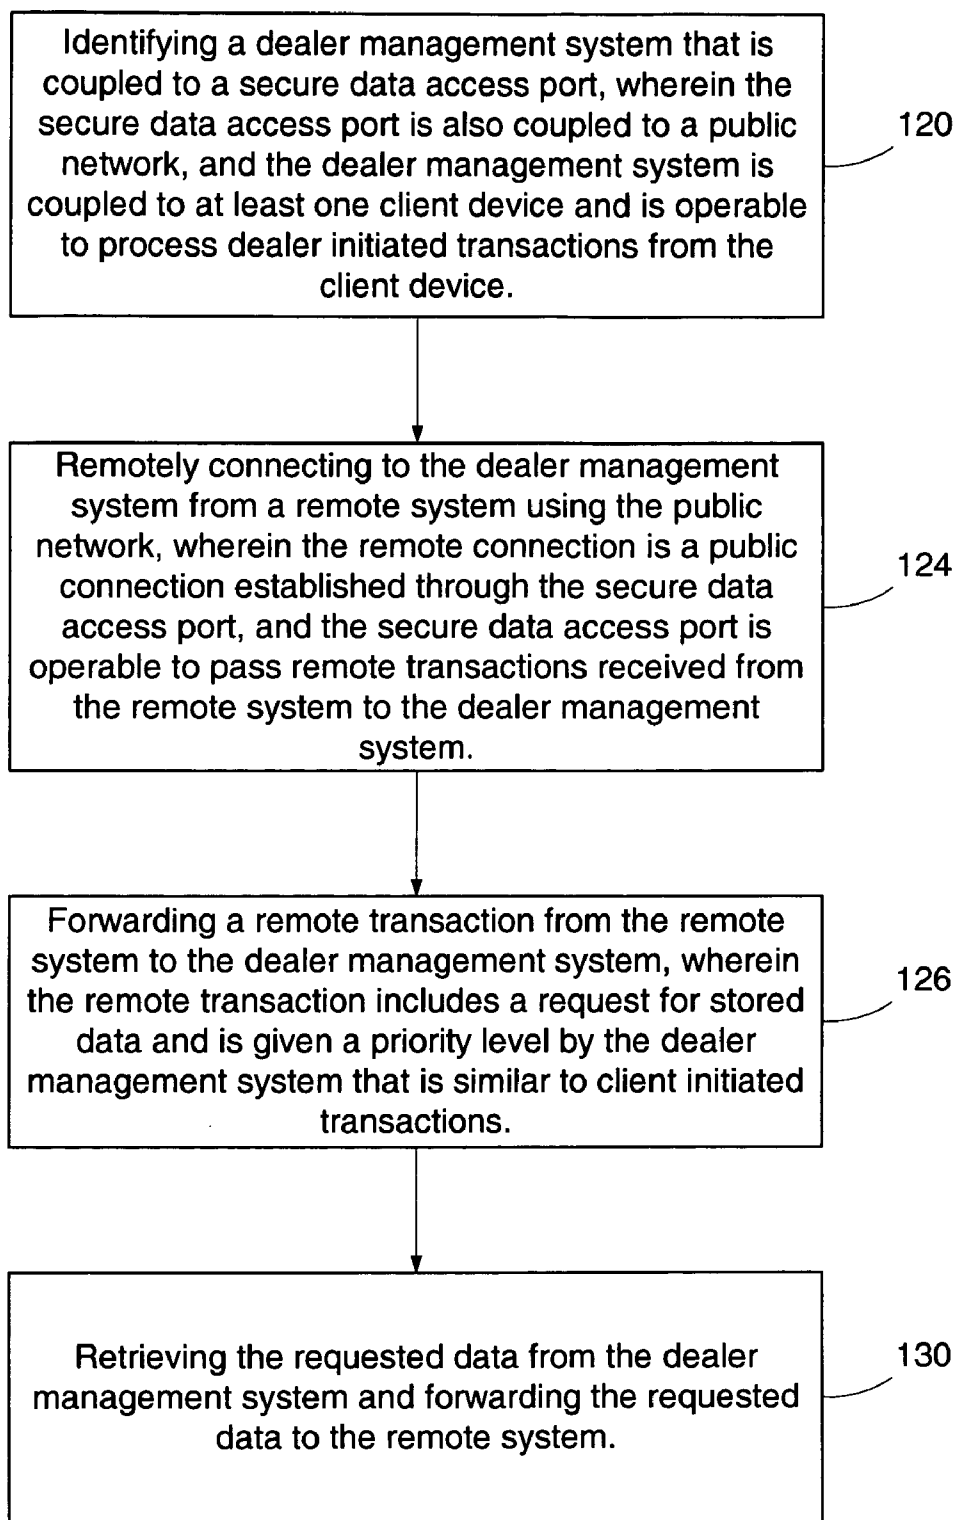 Identifying a dealer management system that is
coupled to a secure data access port, wherein the
secure data access port is also coupled to a public
network, and the dealer management system is
coupled to at least one client device and is operable
to process dealer initiated transactions from the
client device.
120
Remotely connecting to the dealer management
system from a remote system using the public
network, wherein the remote connection is a public
connection established through the secure data
access port, and the secure data access port is
operable to pass remote transactions received from
the remote system to the dealer management
system.
124
Forwarding a remote transaction from the remote
system to the dealer management system, wherein
the remote transaction includes a request for stored
data and is given a priority level by the dealer
management system that is similar to client initiated
transactions.
126
Retrieving the requested data from the dealer
management system and forwarding the requested
data to the remote system.
130